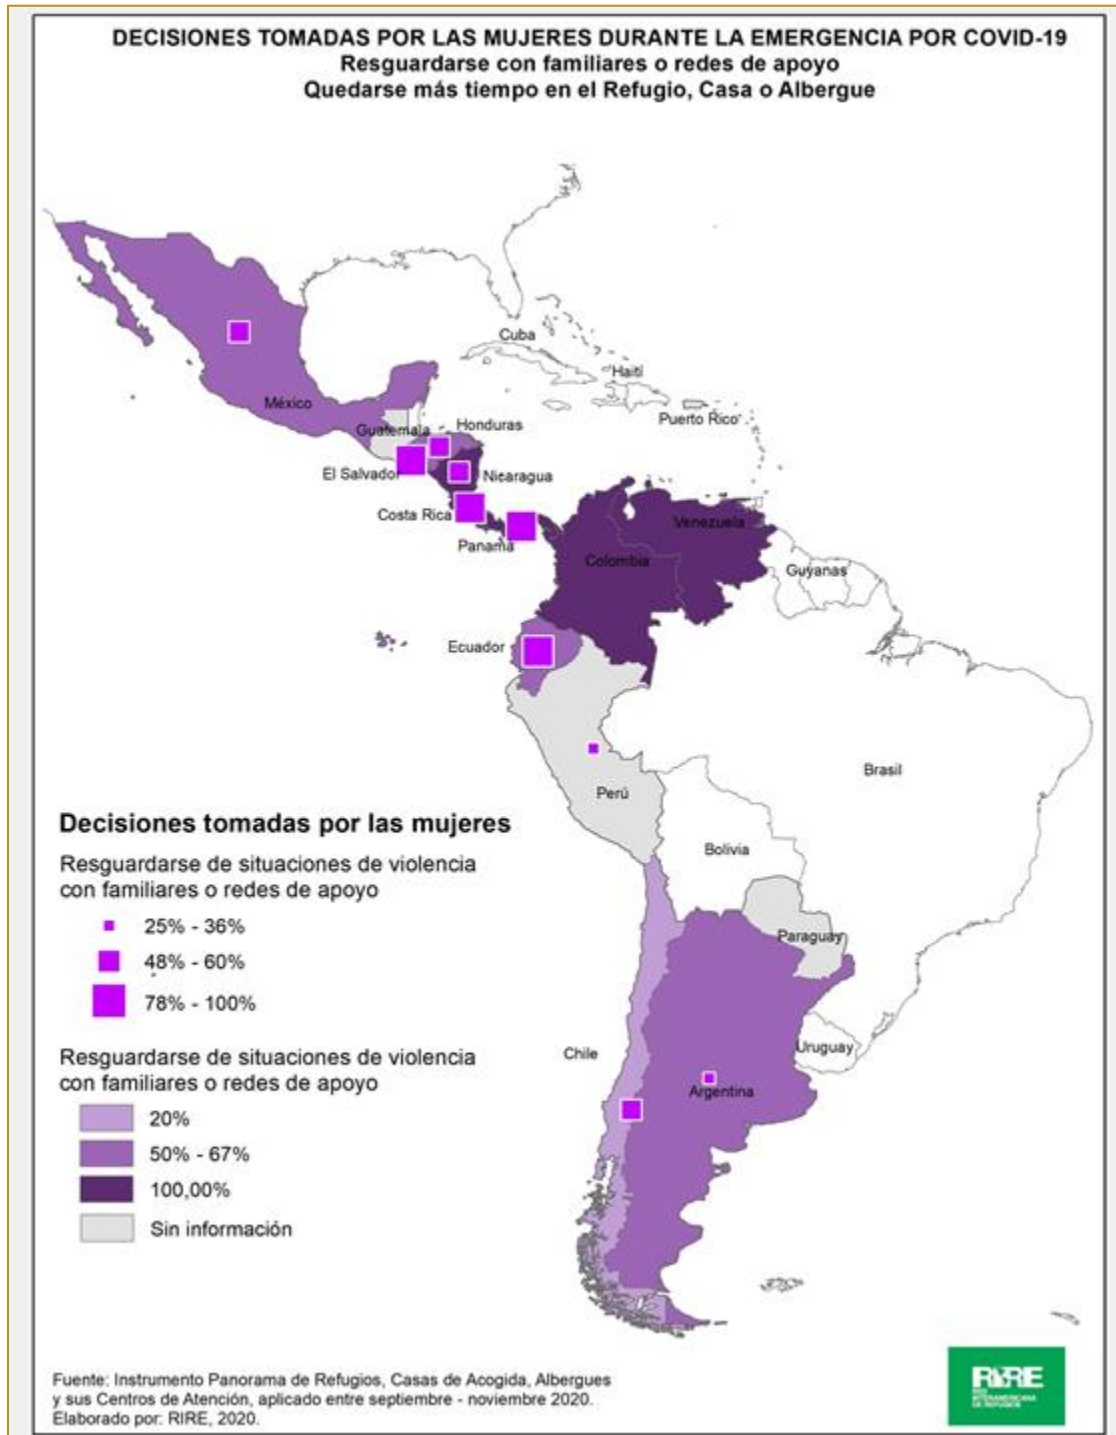 DECISIONES TOMADAS POR LAS MUJERES DURANTE LA EMERGENCIA POR COVID-19
Resguardarse con familiares o redes de apoyo
Quedarse más tiempo en el Refugio, Casa o Albergue
Cuba
Haití
México
Puerto Rico
Guatemala
Honduras
El Salvador
Nicaragua
Costa Rica
Panamá
Venezuela
Colombia
Guyanas
Ecuador
Brasil
Perú
Bolivia
Paraguay
Uruguay
Chile
Argentina
Decisiones tomadas por las mujeres
Resguardarse de situaciones de violencia
con familiares o redes de apoyo
25% - 36%
48% - 60%
78% - 100%
Resguardarse de situaciones de violencia
con familiares o redes de apoyo
20%
50% - 67%
100,00%
Sin información
Fuente: Instrumento Panorama de Refugios, Casas de Acogida, Albergues
y sus Centros de Atención, aplicado entre septiembre - noviembre 2020.
Elaborado por: RIRE, 2020.
RIRE
RED
INTERAMERICANA
DE REFUGIOS